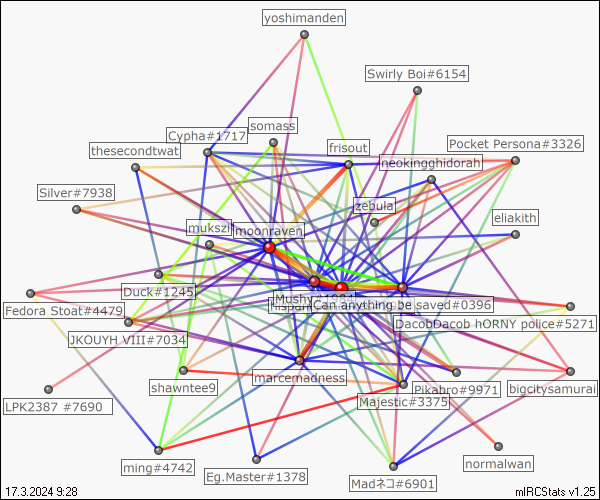 yoshimanden
Swirly Boi#6154
somass
Cypha#1717
frisout
Pocket Persona#3326
thesecondtwat
neokingghidorah
Silver#7938
zebula
eliakith
mukszi
moonraven
Duck#1245
Mushy#1984
Can anything be saved#0396
Fedora Stoat#4479
DacobDacob hORNY police#5271
JKOUYH VIII#7034
marcemadness
shawntee9
Pikabro#9971
bigcitysamurai
Majestic#3375
LPK2387 #7690
normalwan
ming#4742
Eg.Master#1378
Madネコ#6901
17.3.2024 9:28
mIRCStats v1.25